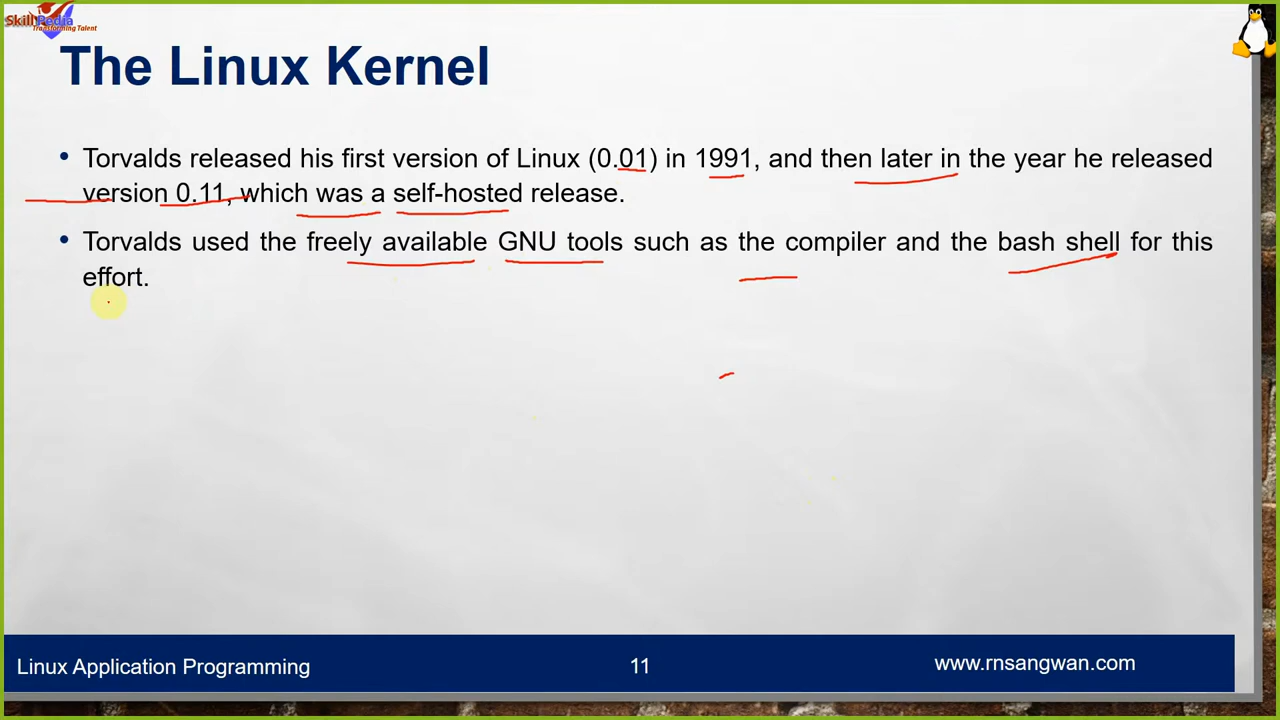 SkillPedia
Transforming Talent
The Linux Kernel
• Torvalds released his first version of Linux (0.01) in 1991, and then later in the year he released
version 0.11, which was a self-hosted release.
• Torvalds used the freely available GNU tools such as the compiler and the bash shell for this
effort.
Linux Application Programming
11
www.rnsangwan.com